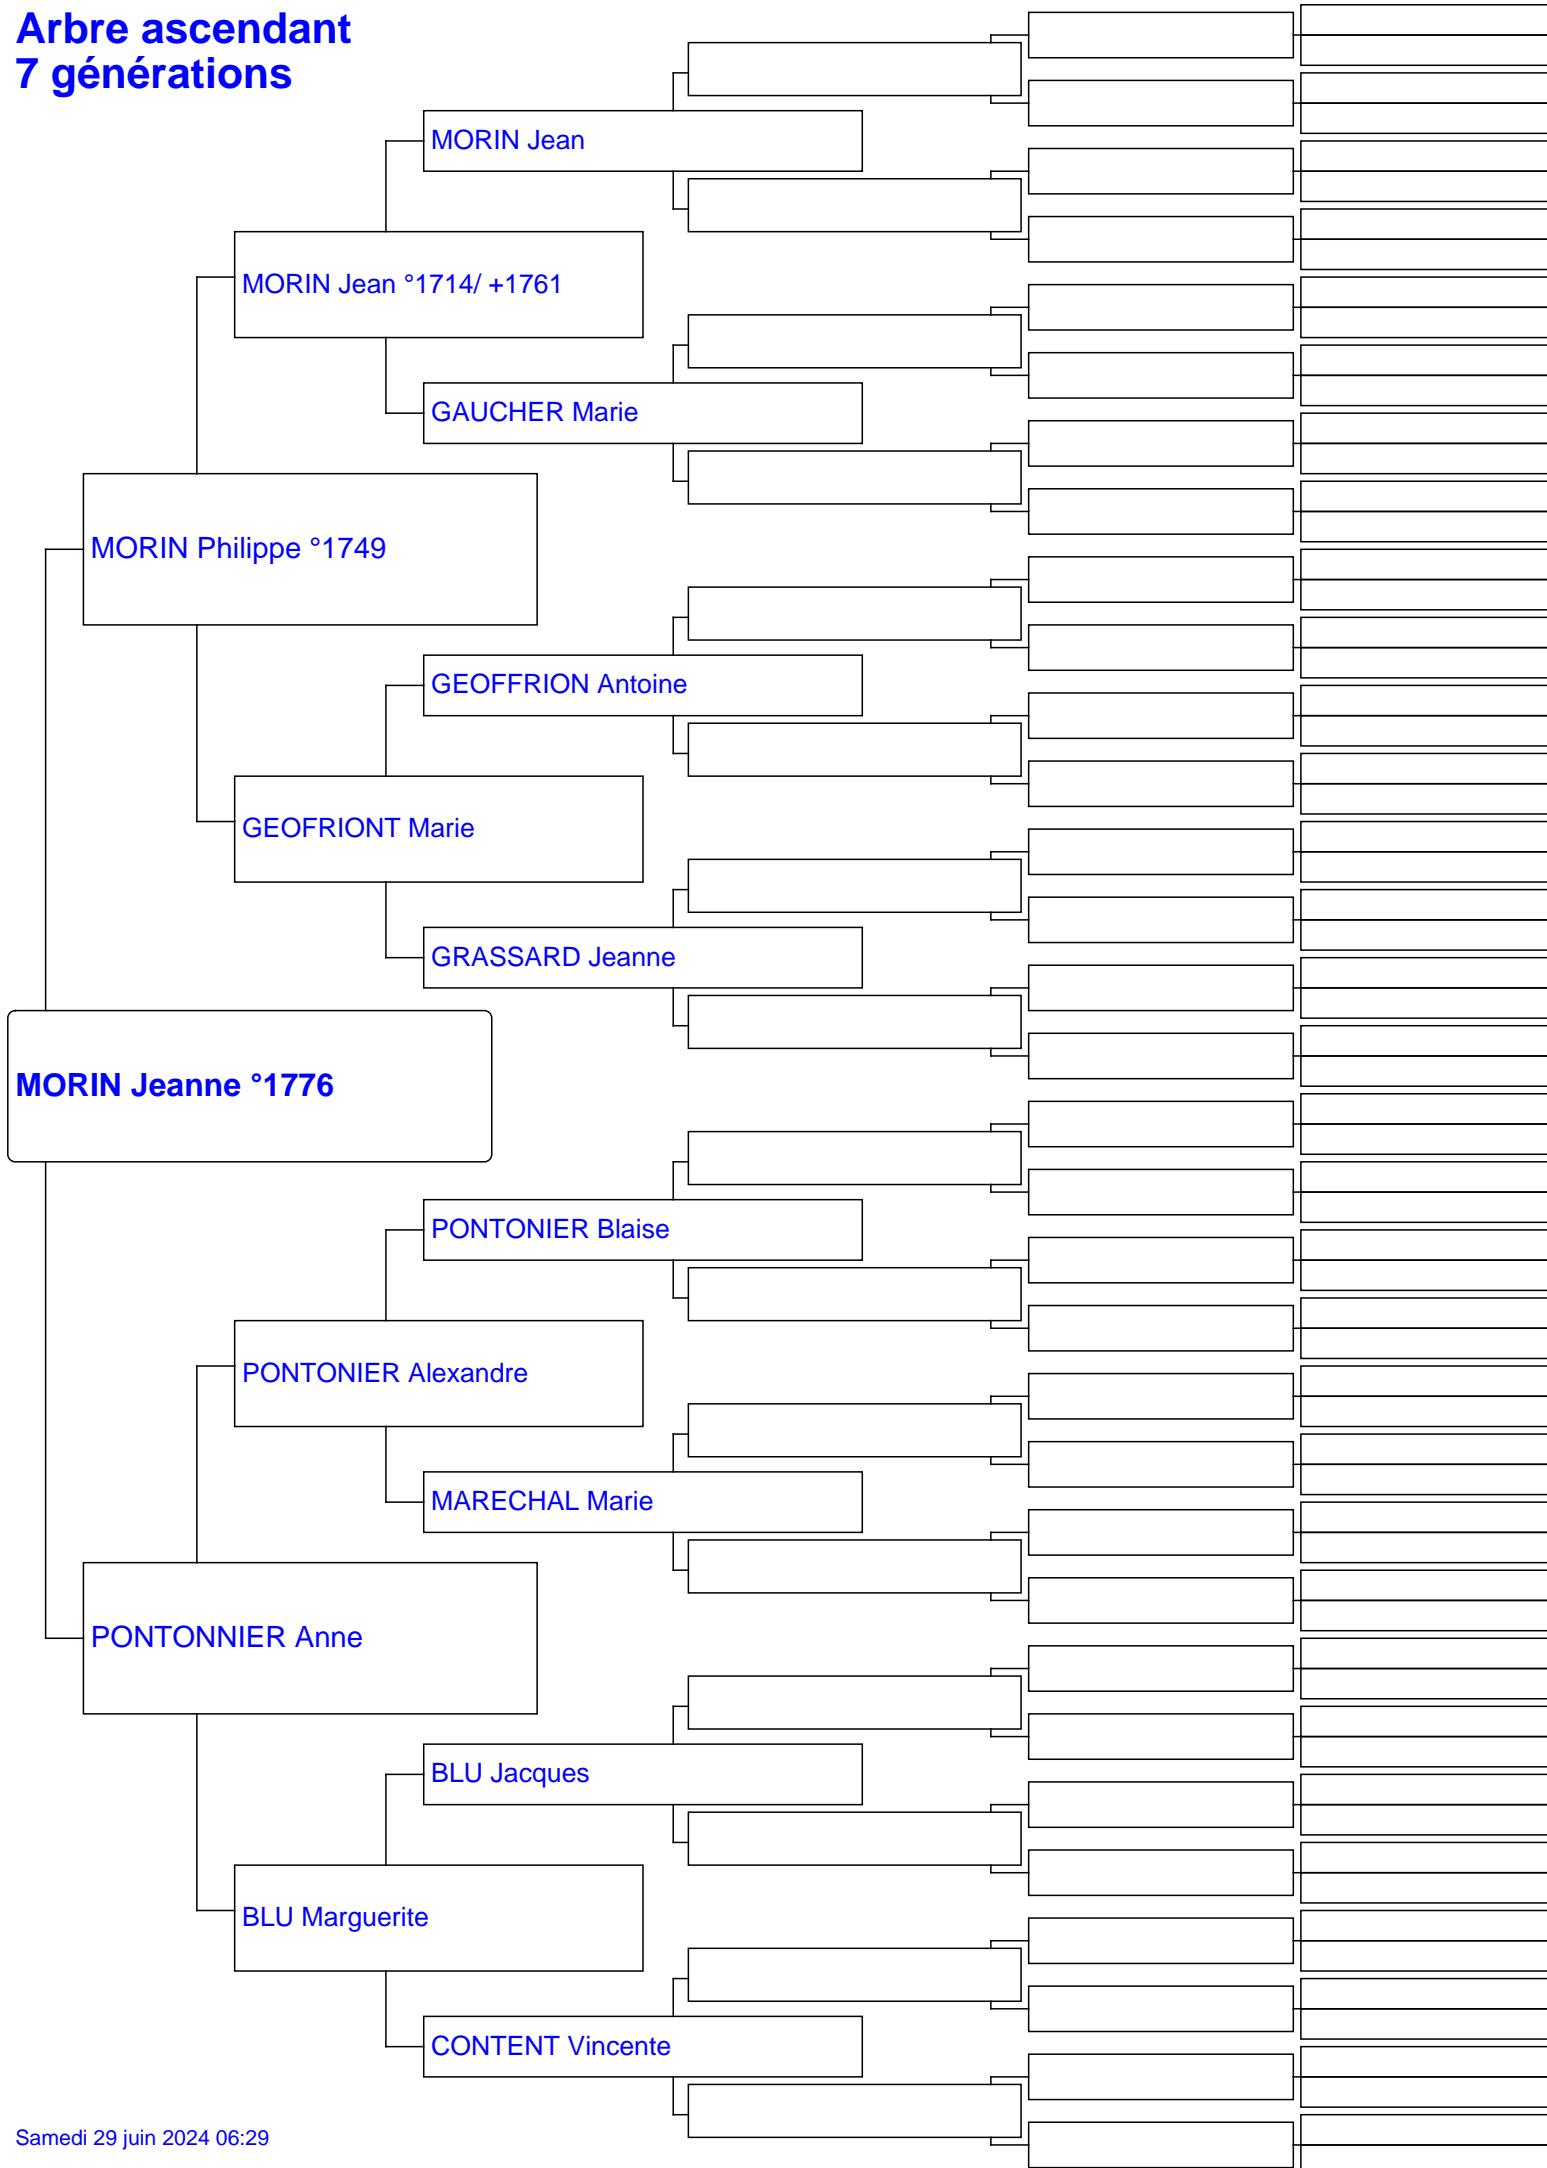 Arbre ascendant
7 générations
MORIN Jean
MORIN Jean °1714/ +1761
GAUCHER Marie
MORIN Philippe °1749
GEOFFRION Antoine
GEOFRIONT Marie
GRASSARD Jeanne
MORIN Jeanne °1776
PONTONIER Blaise
PONTONIER Alexandre
MARECHAL Marie
PONTONNIER Anne
BLU Jacques
BLU Marguerite
CONTENT Vincente
Samedi 29 juin 2024 06:29